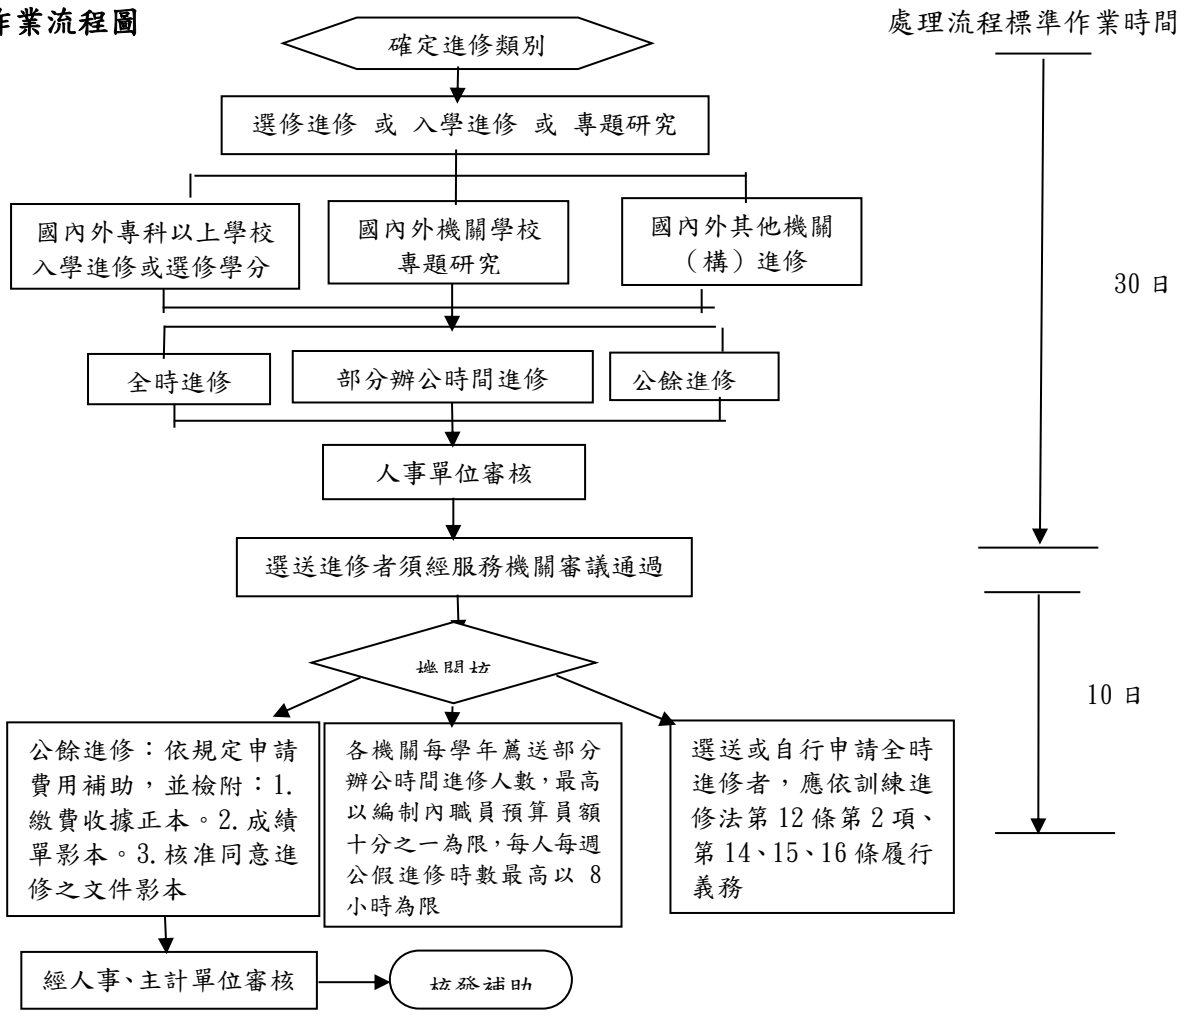 作業流程圖
處理流程標準作業時間
確定進修類別
選修進修 或 入學進修 或 專題研究
國內外專科以上學校
入學進修或選修學分
國內外機關學校
專題研究
國內外其他機關
（構）進修
30 日
全時進修
部分辦公時間進修
公餘進修
人事單位審核
選送進修者須經服務機關審議通過
機關核
10 日
公餘進修：依規定申請
費用補助，並檢附：1.
繳費收據正本。2.成績
單影本。3.核准同意進
修之文件影本
各機關每學年薦送部分
辦公時間進修人數，最高
以編制內職員預算員額
十分之一為限，每人每週
公假進修時數最高以 8
小時為限
選送或自行申請全時
進修者，應依訓練進
修法第 12 條第 2 項、
第 14、15、16 條履行
義務
經人事、主計單位審核
核發補助